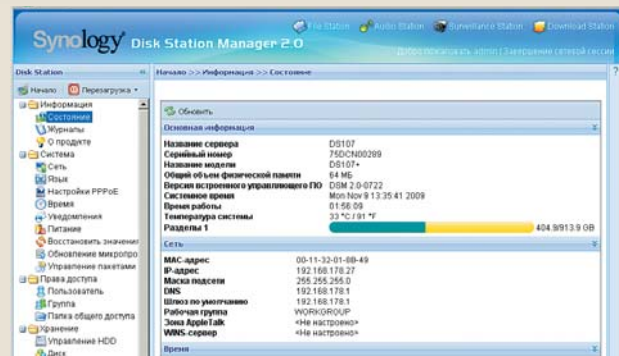 File Station Audio Station Surveillance Station Download Station
Synology Disk Station Manager 2.0
Добро пожаловать admin | Завершение сетевой сессии
Disk Station
Начало Перезагрузка
Начало >> Информация >> Состояние
?
Информация
Состояние
Журналы
О продукте
Система
Сеть
Язык
Настройки PPPoE
Время
Уведомления
Питание
Восстановить значения
Обновление микропро
Управление пакетами
Права доступа
Пользователь
Группа
Папка общего доступа
Хранение
Управление HDD
Диск
Обновить
Основная информация
Название сервера DS107
Серийный номер 75DCN00289
Название модели DS107+
Общий объем физической памяти 64 МБ
Версия встроенного управляющего ПО DSM 2.0-0722
Системное время Mon Nov 9 13:35:41 2009
Время работы 01:56:09
Температура системы 33 °C / 91 °F
Разделы 1 404.9/913.9 GB
Сеть
MAC-адрес 00-11-32-01-8B-49
IP-адрес 192.168.178.27
Маска подсети 255.255.255.0
DNS 192.168.178.1
Шлюз по умолчанию 192.168.178.1
Рабочая группа WORKGROUP
Зона AppleTalk <Не настроено>
WINS-сервер <Не настроено>
Время